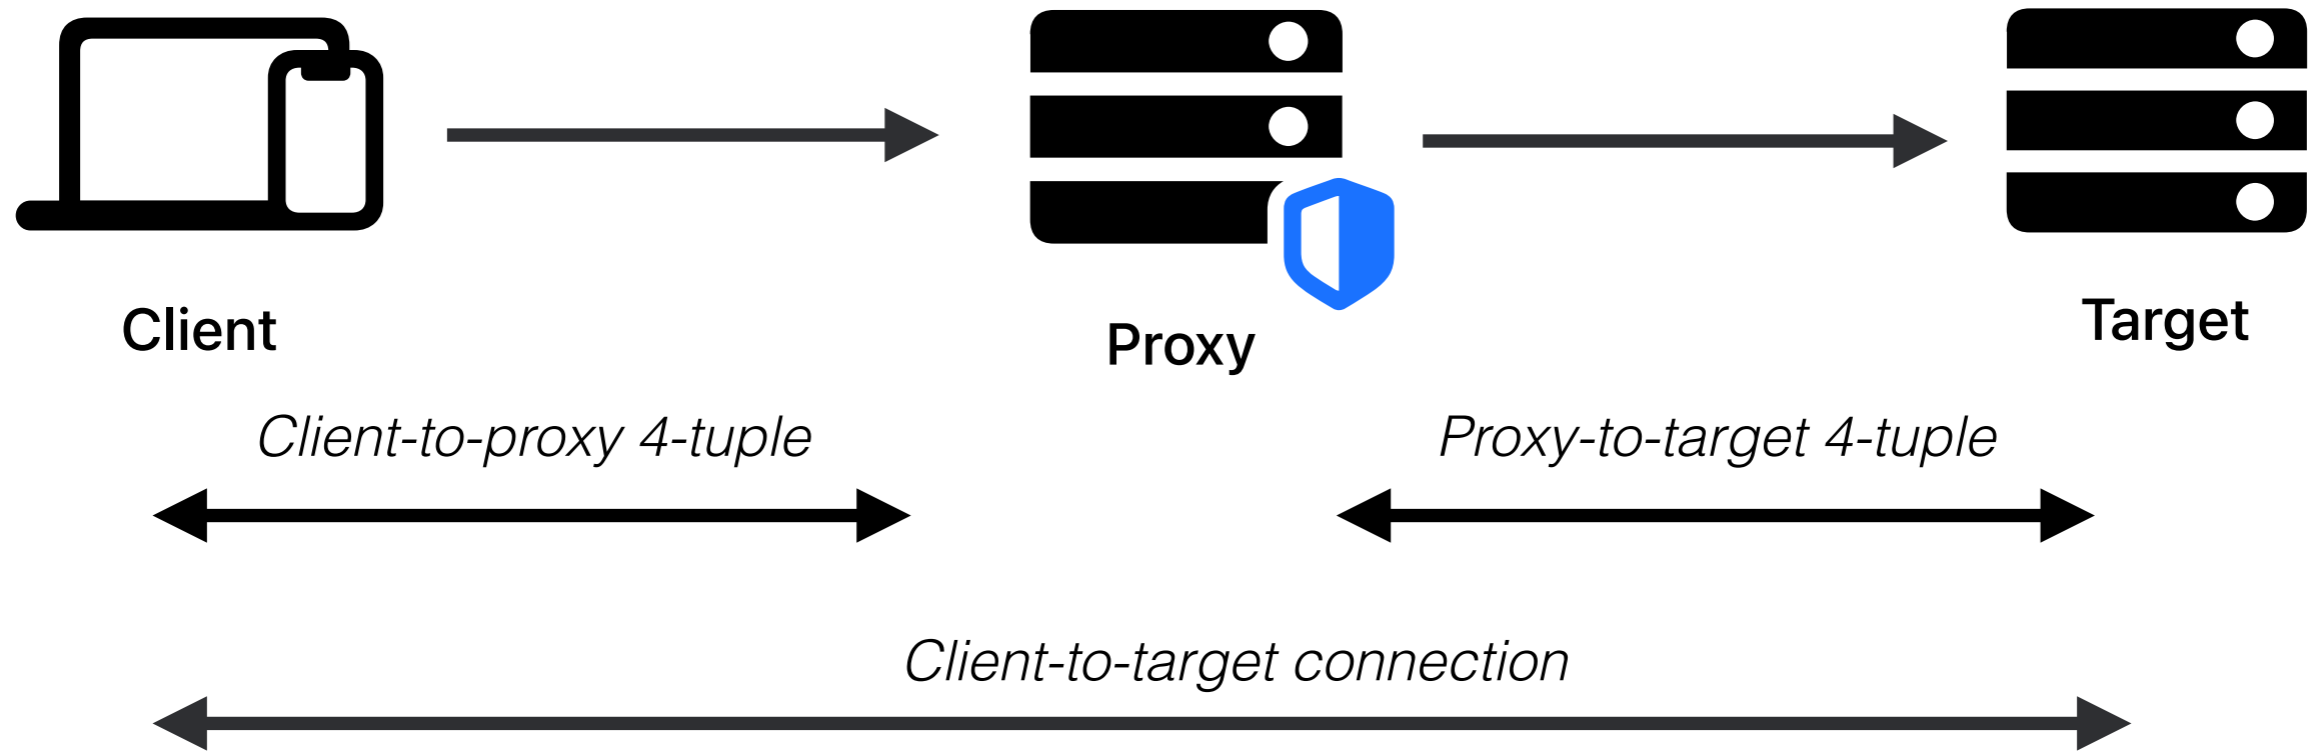 Client
Proxy
Target
Client-to-proxy 4-tuple
Proxy-to-target 4-tuple
Client-to-target connection